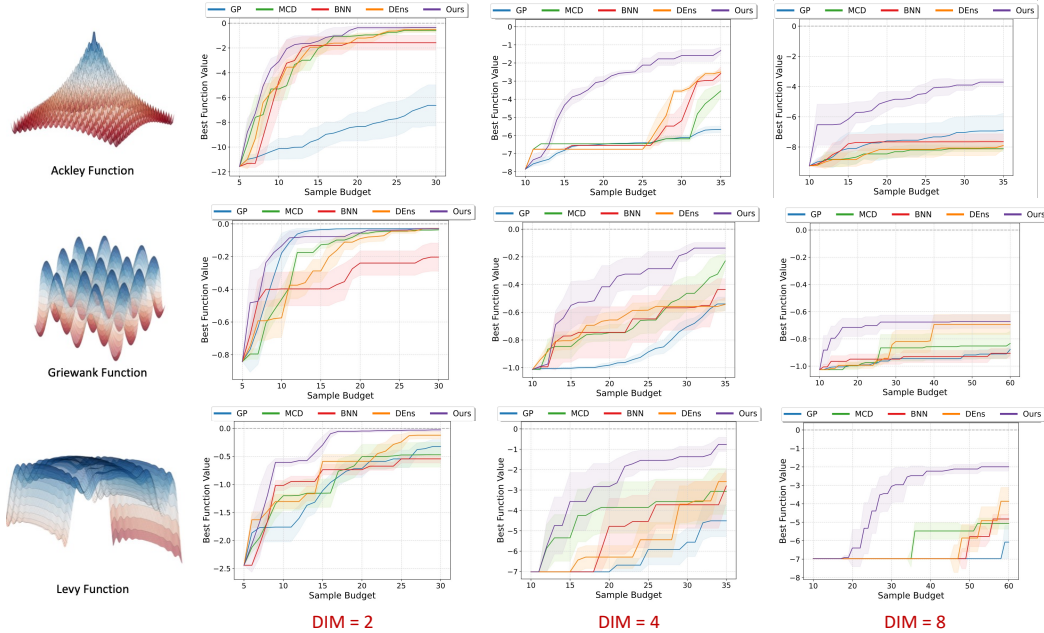 GP MCD BNN DEns Ours
GP MCD BNN DEns Ours
GP MCD BNN DEns Ours
Best Function Value
0
−2
−4
−6
−8
−10
−12
5 10 15 20 25 30
Sample Budget
Best Function Value
0
−1
−2
−3
−4
−5
−6
−7
−8
10 15 20 25 30 35
Sample Budget
Best Function Value
0
−2
−4
−6
−8
10 15 20 25 30 35
Sample Budget
Ackley Function
GP MCD BNN DEns Ours
GP MCD BNN DEns Ours
GP MCD BNN DEns Ours
Best Function Value
0.0
−0.2
−0.4
−0.6
−0.8
5 10 15 20 25 30
Sample Budget
Best Function Value
0.0
−0.2
−0.4
−0.6
−0.8
−1.0
10 15 20 25 30 35
Sample Budget
Best Function Value
0.0
−0.2
−0.4
−0.6
−0.8
−1.0
10 20 30 40 50 60
Sample Budget
Griewank Function
GP MCD BNN DEns Ours
GP MCD BNN DEns Ours
GP MCD BNN DEns Ours
Best Function Value
0.0
−0.5
−1.0
−1.5
−2.0
−2.5
5 10 15 20 25 30
Sample Budget
Best Function Value
0
−1
−2
−3
−4
−5
−6
−7
10 15 20 25 30 35
Sample Budget
Best Function Value
0
−1
−2
−3
−4
−5
−6
−7
−8
10 20 30 40 50 60
Sample Budget
Levy Function
DIM = 2
DIM = 4
DIM = 8